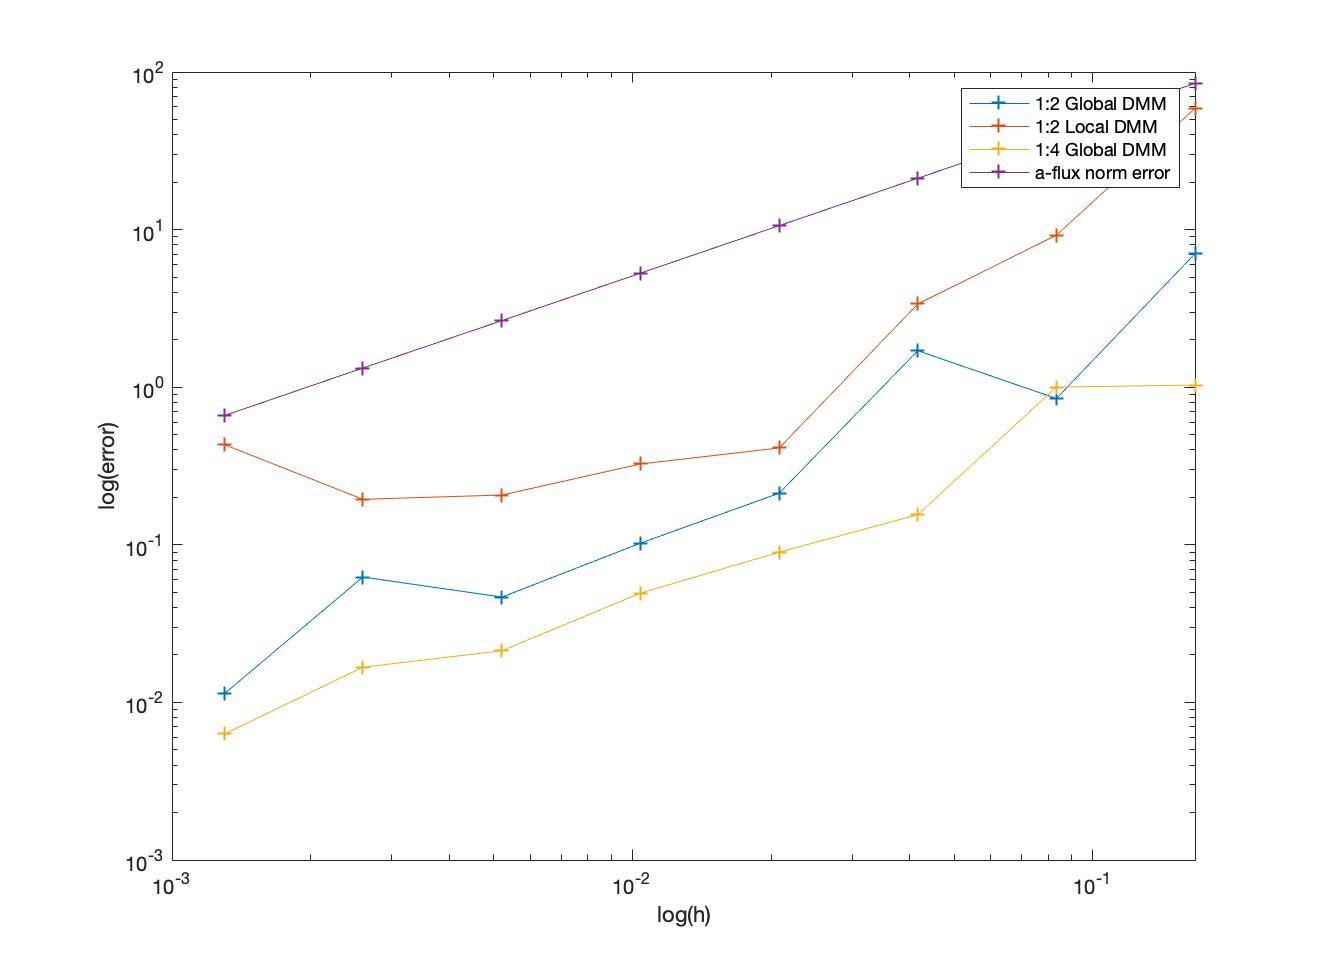 10^2
10^1
10^0
10^-1
10^-2
10^-3
log(error)
1:2 Global DMM
1:2 Local DMM
1:4 Global DMM
a-flux norm error
10^-3 10^-2 10^-1
log(h)